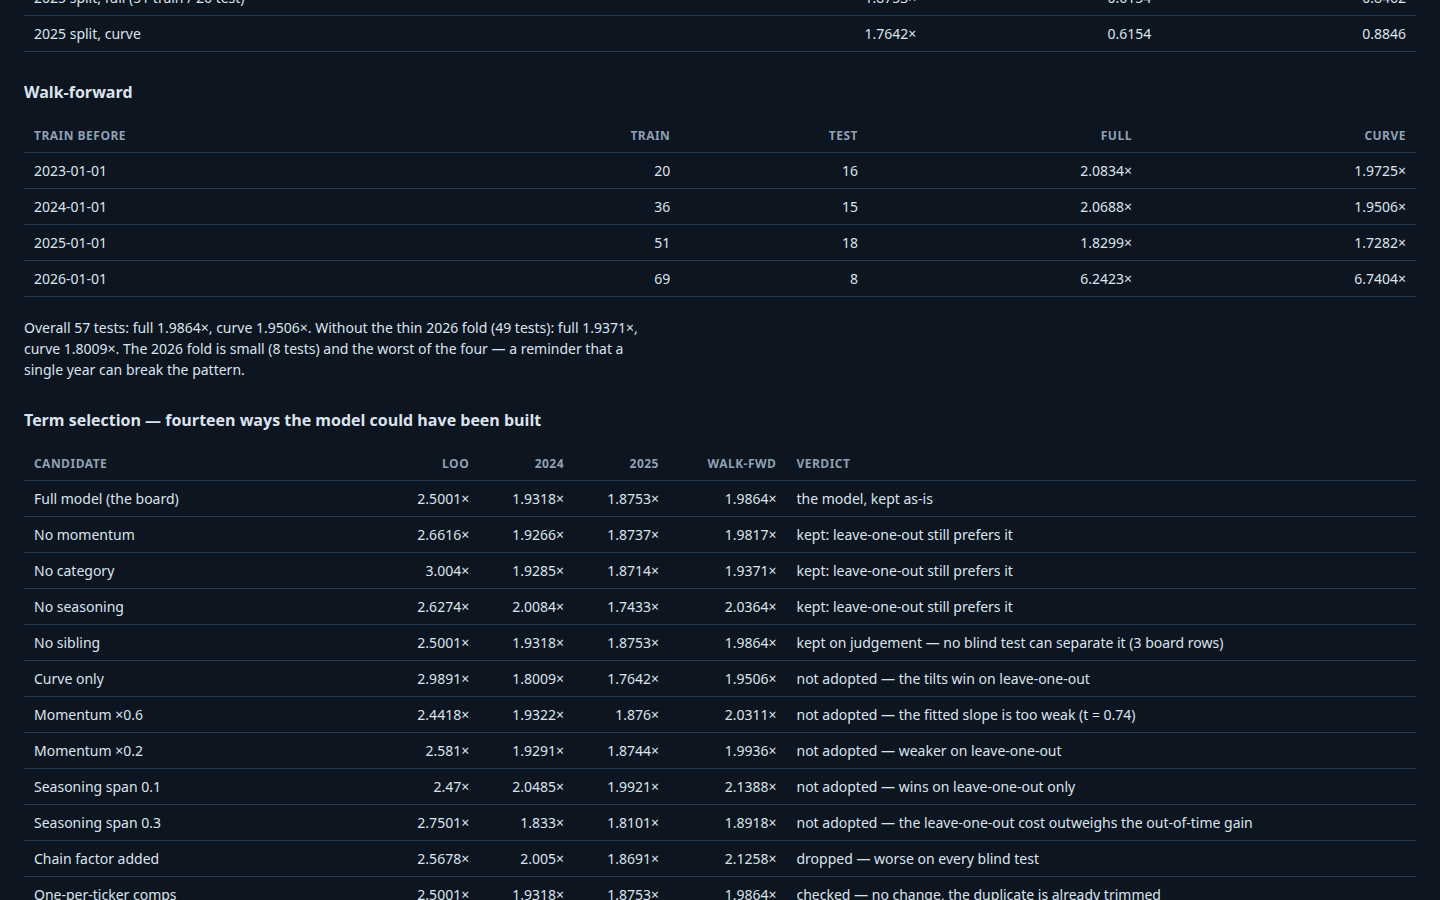 2025 split, full (51 train / 26 test) 1.8753× 0.6154 0.8462
2025 split, curve 1.7642× 0.6154 0.8846
Walk-forward
TRAIN BEFORE TRAIN TEST FULL CURVE
2023-01-01 20 16 2.0834× 1.9725×
2024-01-01 36 15 2.0688× 1.9506×
2025-01-01 51 18 1.8299× 1.7282×
2026-01-01 69 8 6.2423× 6.7404×
Overall 57 tests: full 1.9864×, curve 1.9506×. Without the thin 2026 fold (49 tests): full 1.9371×,
curve 1.8009×. The 2026 fold is small (8 tests) and the worst of the four — a reminder that a
single year can break the pattern.
Term selection — fourteen ways the model could have been built
CANDIDATE LOO 2024 2025 WALK-FWD VERDICT
Full model (the board) 2.5001× 1.9318× 1.8753× 1.9864× the model, kept as-is
No momentum 2.6616× 1.9266× 1.8737× 1.9817× kept: leave-one-out still prefers it
No category 3.004× 1.9285× 1.8714× 1.9371× kept: leave-one-out still prefers it
No seasoning 2.6274× 2.0084× 1.7433× 2.0364× kept: leave-one-out still prefers it
No sibling 2.5001× 1.9318× 1.8753× 1.9864× kept on judgement — no blind test can separate it (3 board rows)
Curve only 2.9891× 1.8009× 1.7642× 1.9506× not adopted — the tilts win on leave-one-out
Momentum ×0.6 2.4418× 1.9322× 1.876× 2.0311× not adopted — the fitted slope is too weak (t = 0.74)
Momentum ×0.2 2.581× 1.9291× 1.8744× 1.9936× not adopted — weaker on leave-one-out
Seasoning span 0.1 2.47× 2.0485× 1.9921× 2.1388× not adopted — wins on leave-one-out only
Seasoning span 0.3 2.7501× 1.833× 1.8101× 1.8918× not adopted — the leave-one-out cost outweighs the out-of-time gain
Chain factor added 2.5678× 2.005× 1.8691× 2.1258× dropped — worse on every blind test
One-per-ticker comps 2.5001× 1.9318× 1.8753× 1.9864× checked — no change, the duplicate is already trimmed